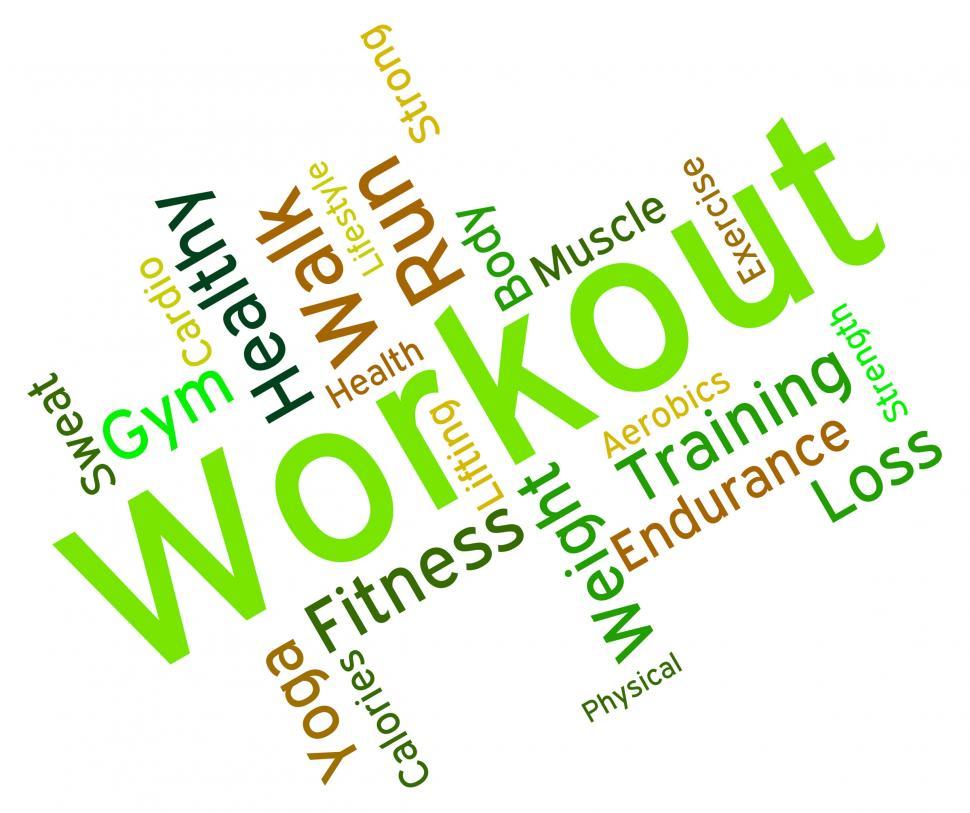 Strong
Run
Lifestyle
Walk
Healthy
Cardio
Sweat
Gym
Health
Body
Muscle
Exercise
Workout
Lifting
Aerobics
Training
Strength
Endurance
Loss
Weight
Fitness
Yoga
Calories
Physical